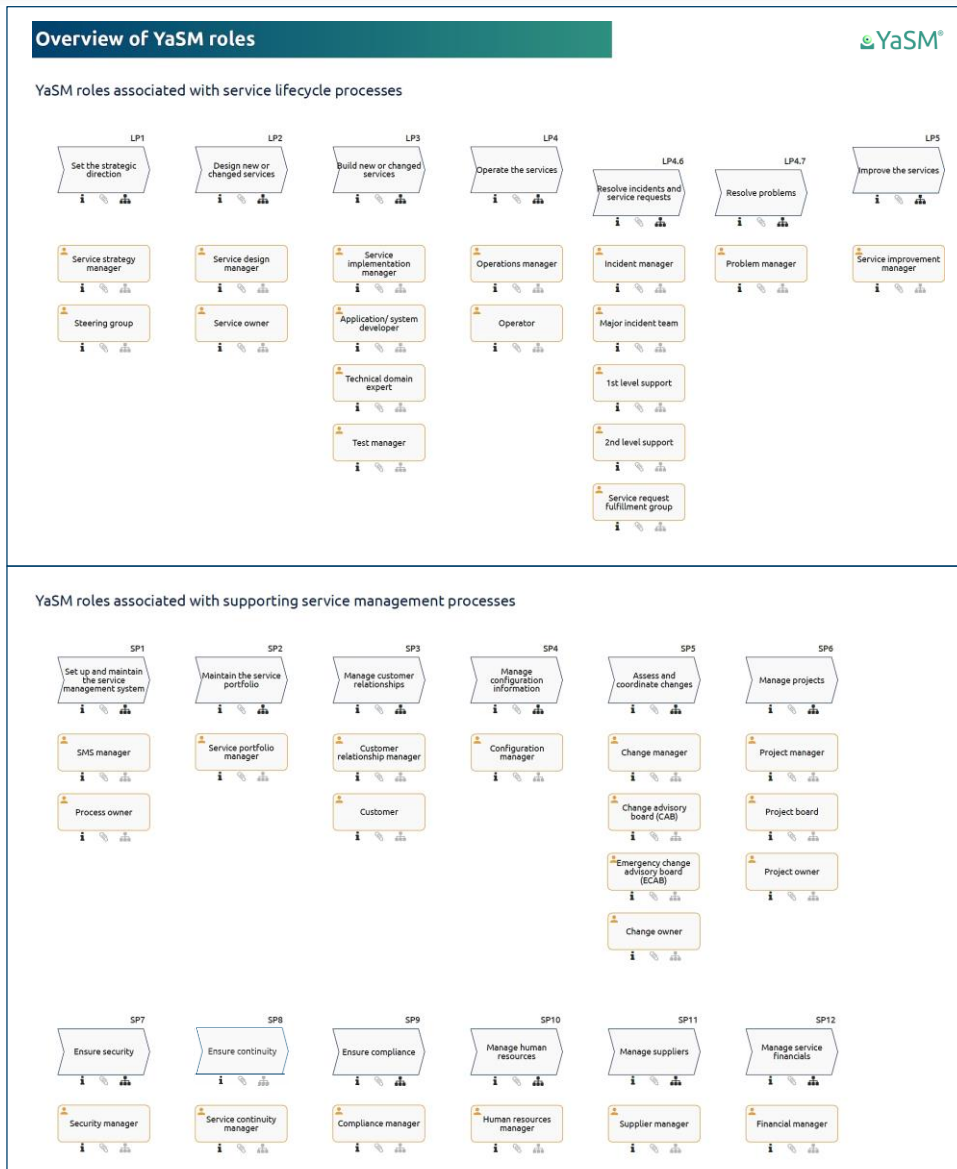 Overview of YaSM roles
YaSM®
YaSM roles associated with service lifecycle processes
LP1
Set the strategic
direction
LP2
Design new or
changed services
LP3
Build new or changed
services
LP4
Operate the services
LP4.6
Resolve incidents and
service requests
LP4.7
Resolve problems
LP5
Improve the services
Service strategy
manager
Service design
manager
Service
implementation
manager
Operations manager
Incident manager
Problem manager
Service improvement
manager
Steering group
Service owner
Application/ system
developer
Operator
Major incident team
Technical domain
expert
1st level support
Test manager
2nd level support
Service request
fulfillment group
YaSM roles associated with supporting service management processes
SP1
Set up and maintain
the service
management system
SP2
Maintain the service
portfolio
SP3
Manage customer
relationships
SP4
Manage
configuration
information
SP5
Assess and
coordinate changes
SP6
Manage projects
SMS manager
Service portfolio
manager
Customer
relationship manager
Configuration
manager
Change manager
Project manager
Process owner
Customer
Change advisory
board (CAB)
Project board
Emergency change
advisory board
(ECAB)
Project owner
Change owner
SP7
Ensure security
SP8
Ensure continuity
SP9
Ensure compliance
SP10
Manage human
resources
SP11
Manage suppliers
SP12
Manage service
financials
Security manager
Service continuity
manager
Compliance manager
Human resources
manager
Supplier manager
Financial manager